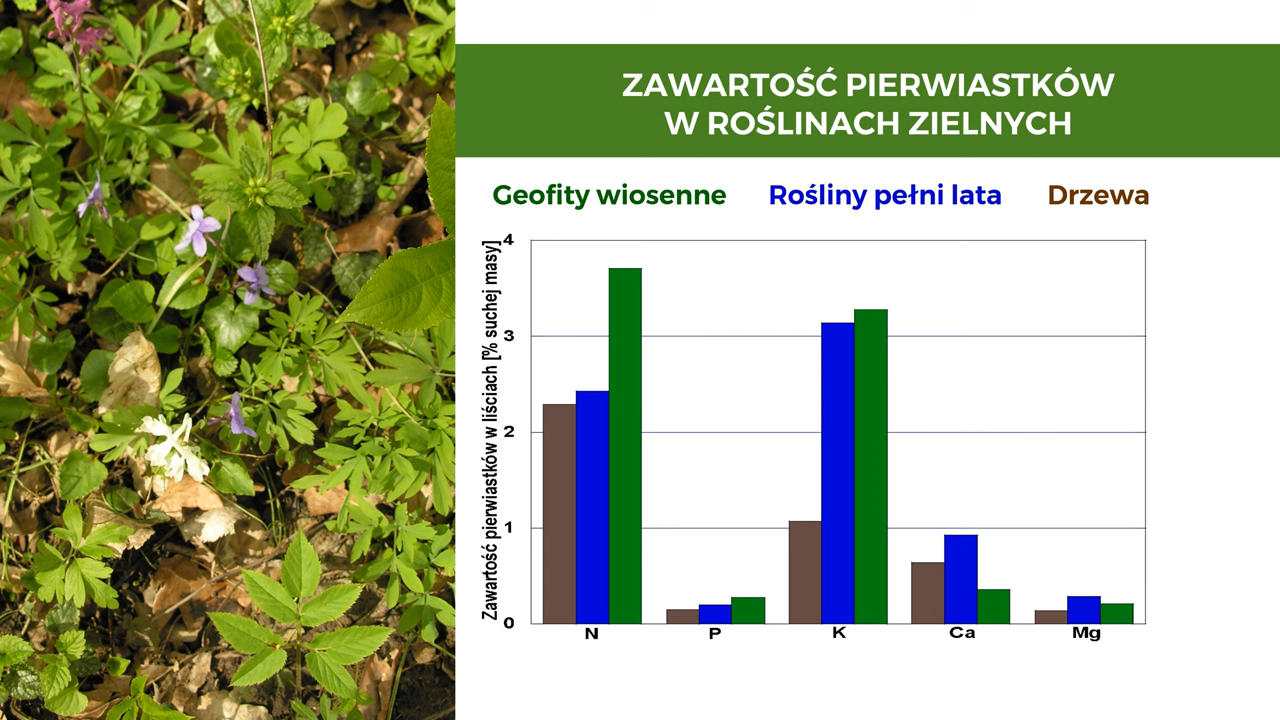 ZAWARTOŚĆ PIERWIASTKÓW
W ROŚLINACH ZIELNYCH
Geofity wiosenne Rośliny pełni lata Drzewa
Zawartość pierwiastków w liściach [% suchej masy]
4
3
2
1
0
N P K Ca Mg